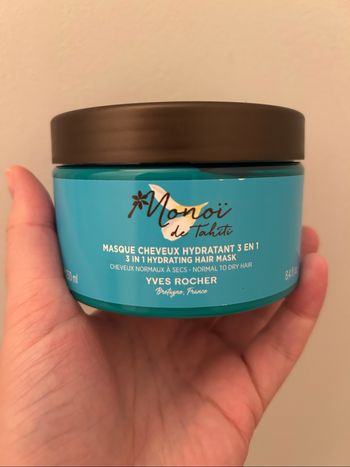 Monoï
de Tahiti
MASQUE CHEVEUX HYDRATANT 3 EN 1
3 IN 1 HYDRATING HAIR MASK
CHEVEUX NORMAUX À SECS - NORMAL TO DRY HAIR
YVES ROCHER
Bretagne, France